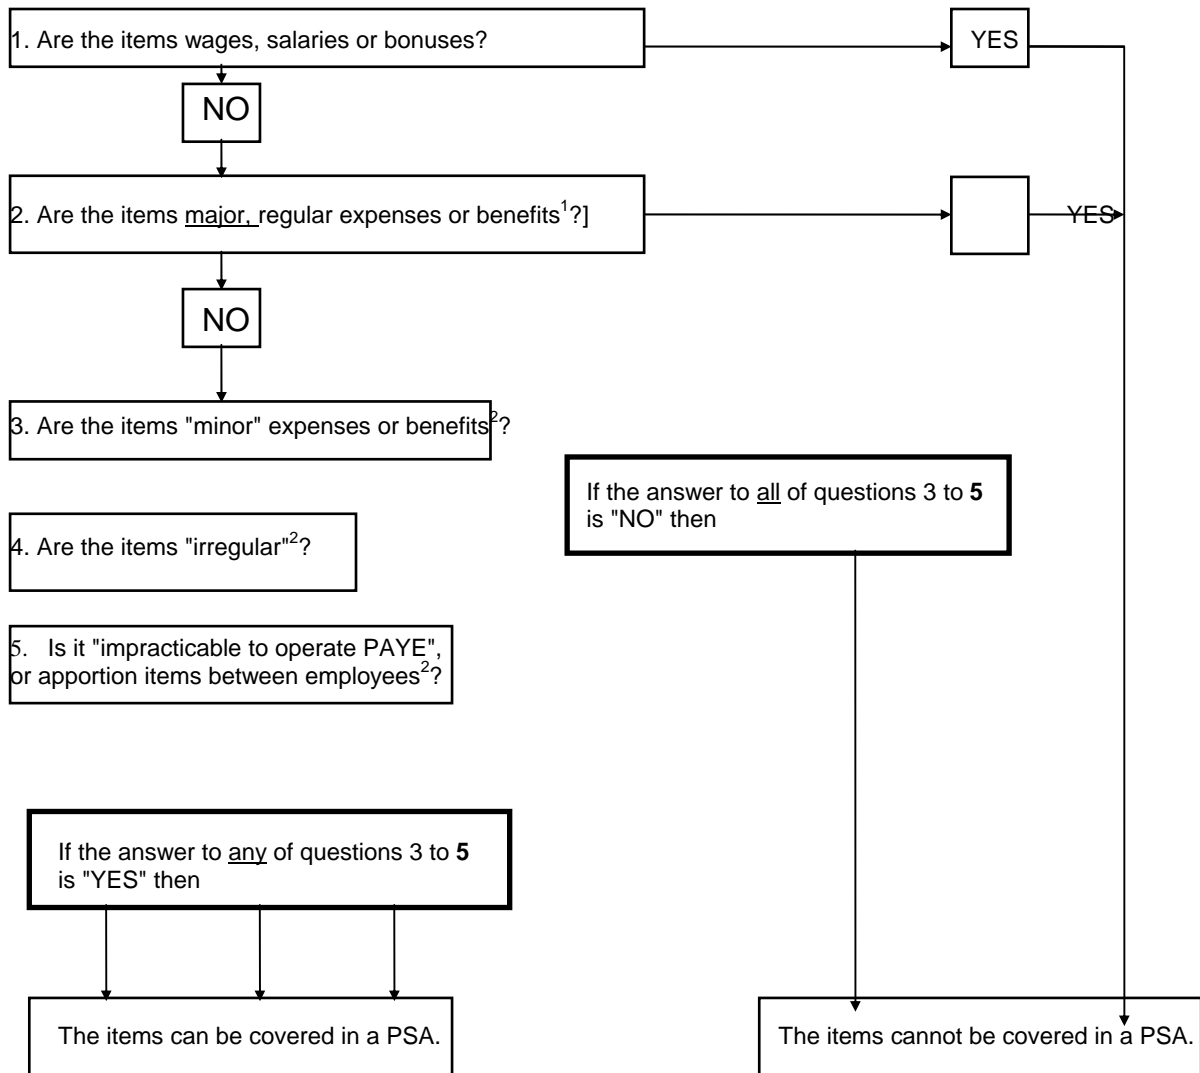 1. Are the items wages, salaries or bonuses?
YES
NO
2. Are the items major, regular expenses or benefits¹?]
YES
NO
3. Are the items "minor" expenses or benefits²?
If the answer to all of questions 3 to 5
is "NO" then
4. Are the items "irregular"²?
5. Is it "impracticable to operate PAYE",
or apportion items between employees²?
If the answer to any of questions 3 to 5
is "YES" then
The items can be covered in a PSA.
The items cannot be covered in a PSA.